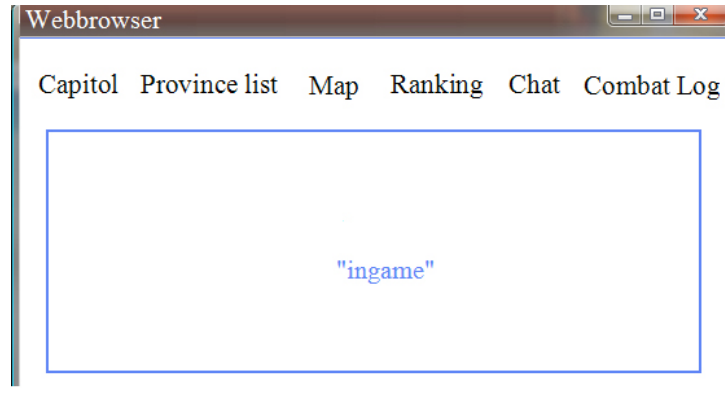 Webbrowser
Capitol Province list Map Ranking Chat Combat Log
"ingame"